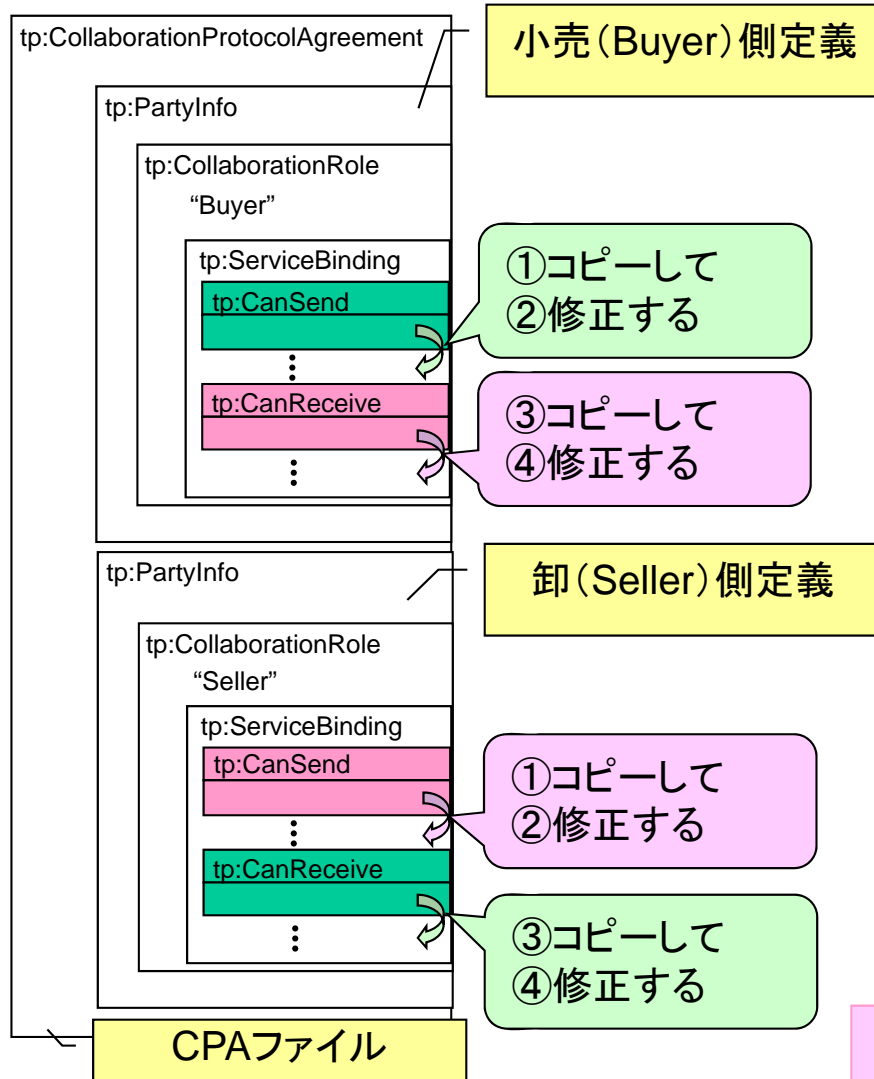 tp:CollaborationProtocolAgreement
小売（Buyer）側定義
tp:PartyInfo
tp:CollaborationRole
“Buyer”
tp:ServiceBinding
tp:CanSend
①コピーして
②修正する
tp:CanReceive
③コピーして
④修正する
tp:PartyInfo
卸（Seller）側定義
tp:CollaborationRole
“Seller”
tp:ServiceBinding
tp:CanSend
①コピーして
②修正する
tp:CanReceive
③コピーして
④修正する
CPAファイル